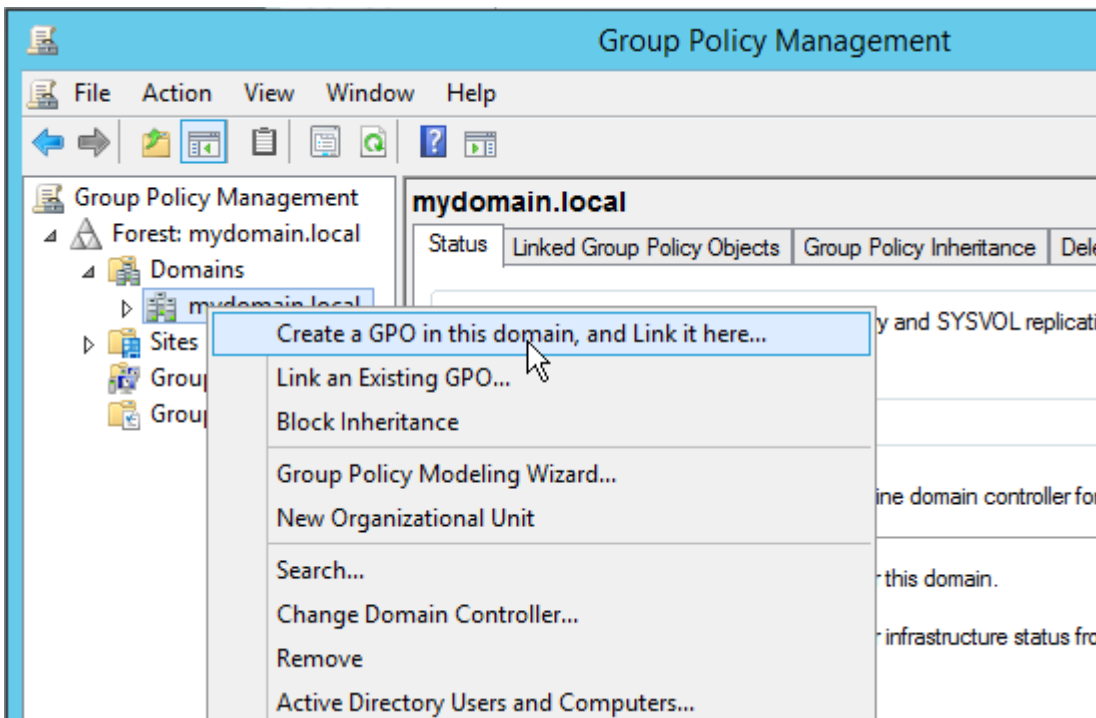 Group Policy Management
File Action View Window Help
Group Policy Management
Forest: mydomain.local
Domains
mydomain.local
Sites
mydomain.local
Status Linked Group Policy Objects Group Policy Inheritance
and SYSVOL
ine domain controller for
this domain.
infrastructure status
Create a GPO in this domain, and Link it here...
Link an Existing GPO...
Block Inheritance
Group Policy Modeling Wizard...
New Organizational Unit
Search...
Change Domain Controller...
Remove
Active Directory Users and Computers...